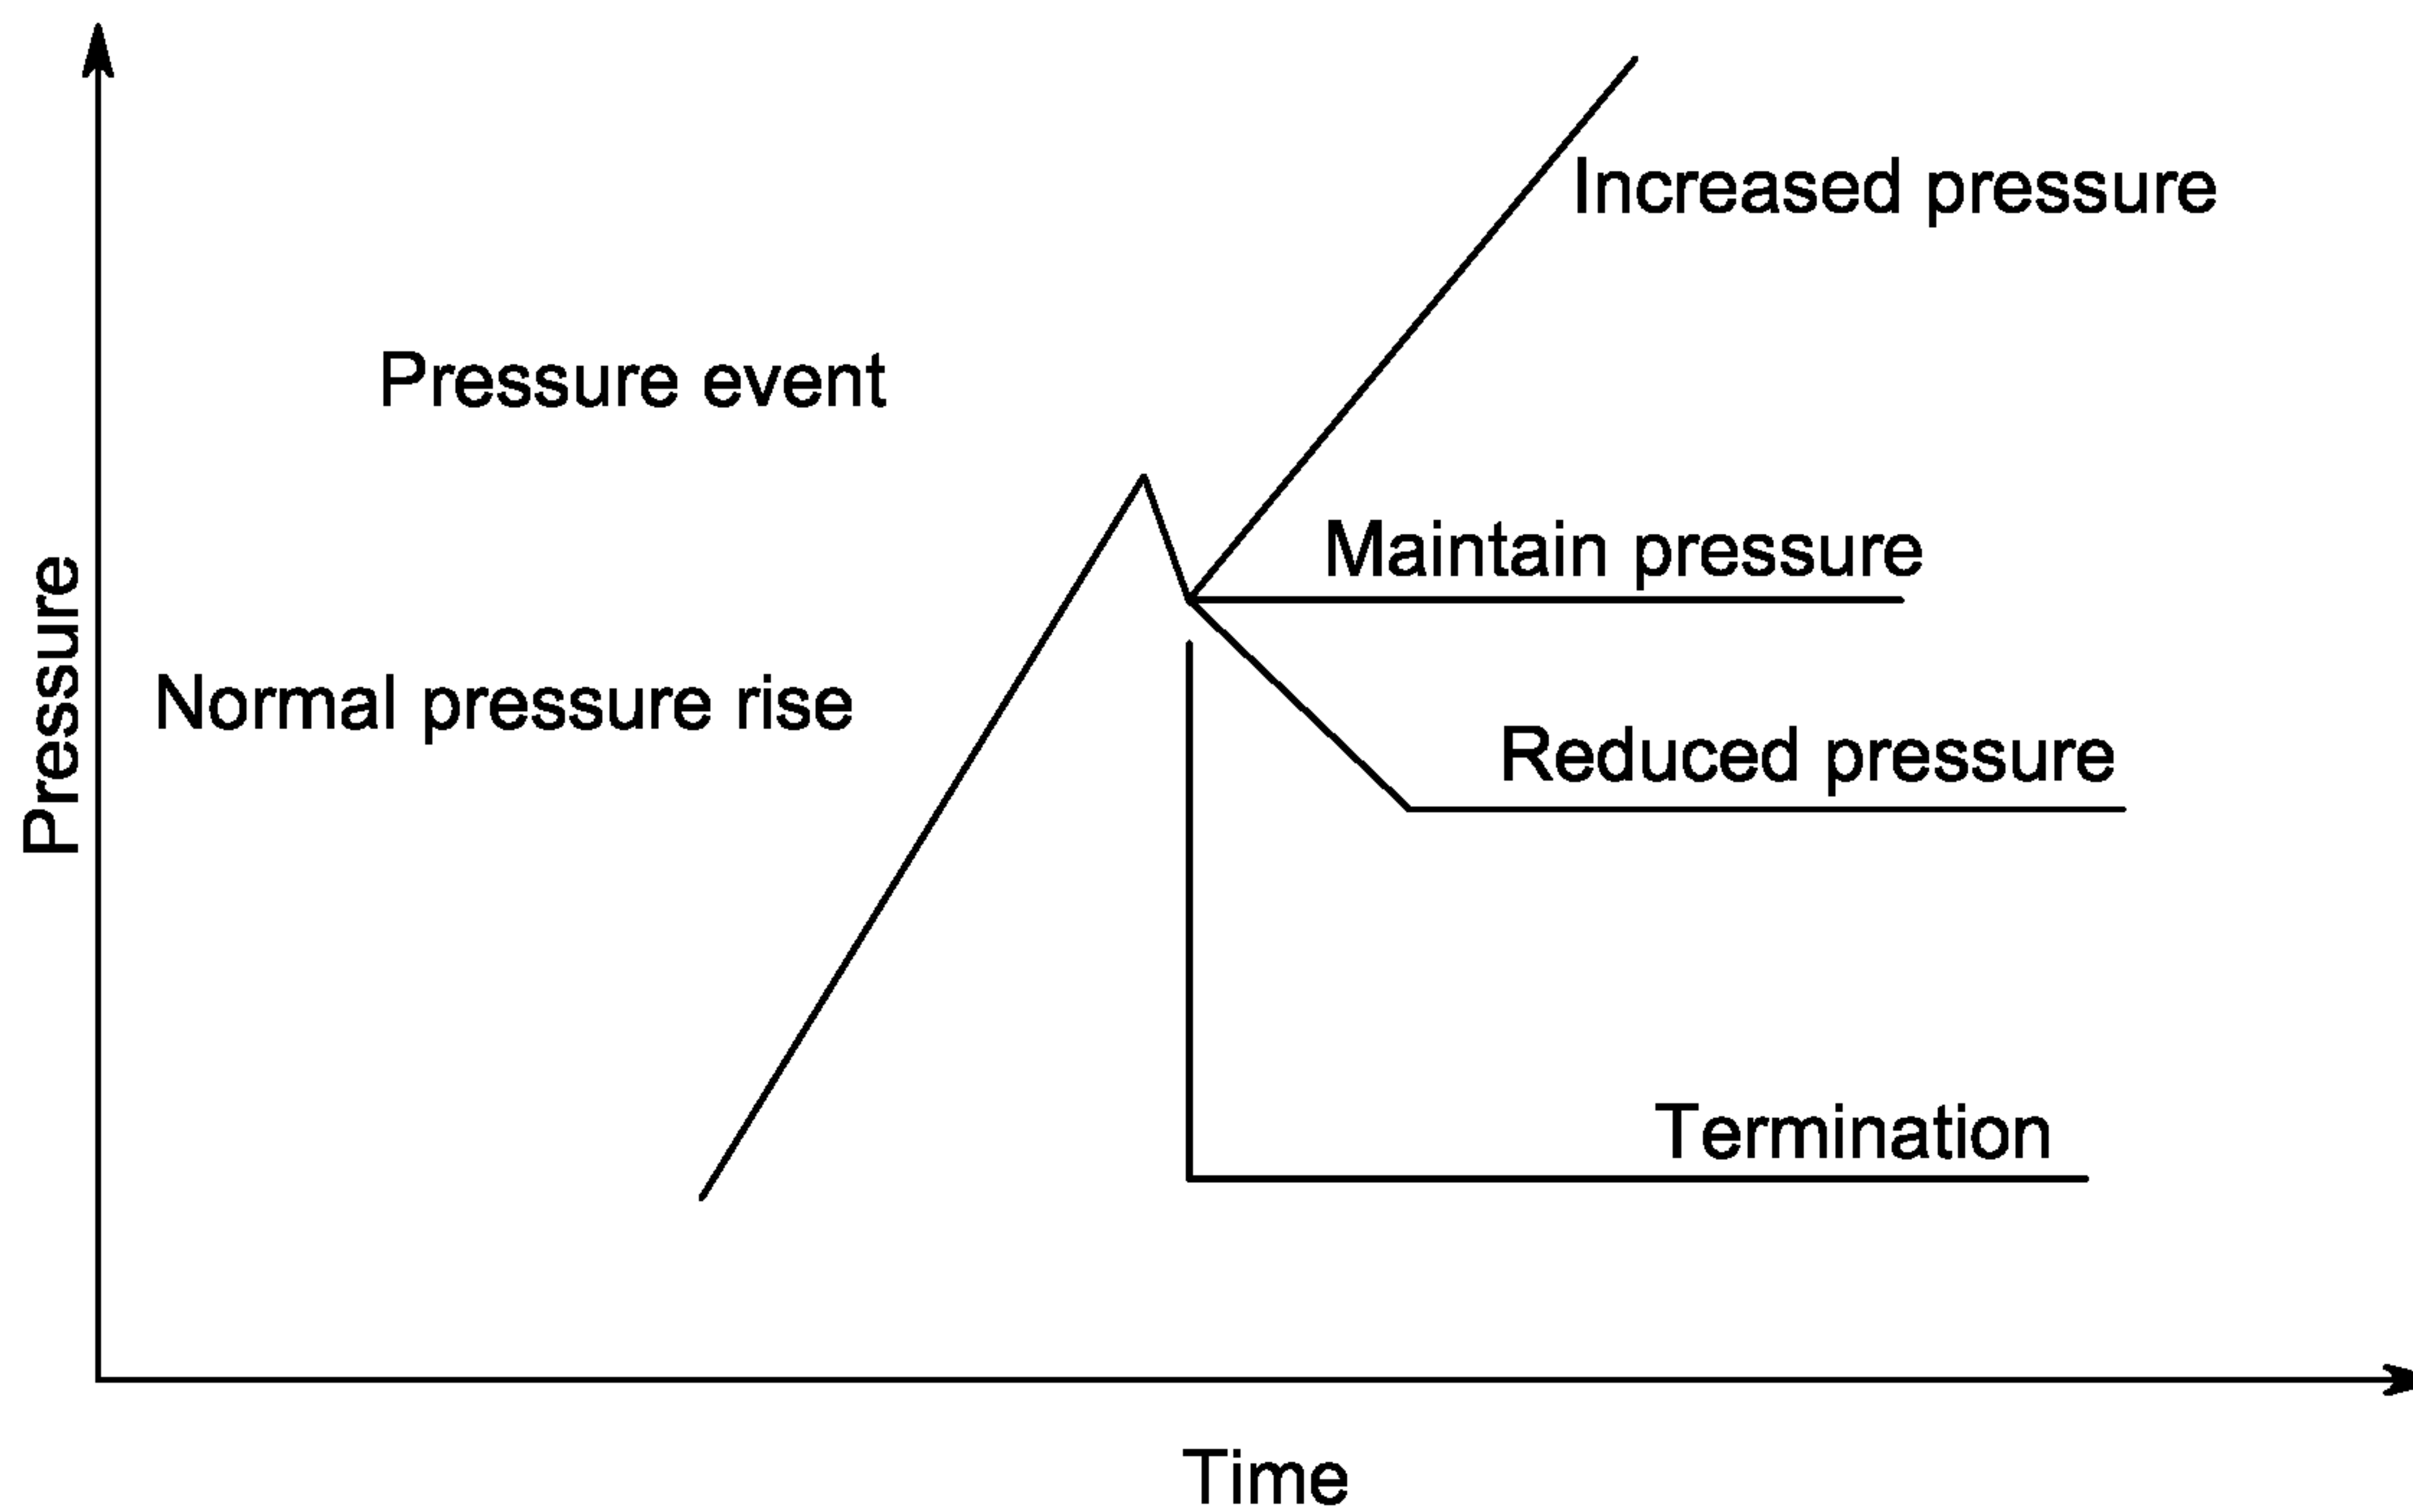 Increased pressure
Pressure event
Maintain pressure
Normal pressure rise
Reduced pressure
Pressure
Termination
Time